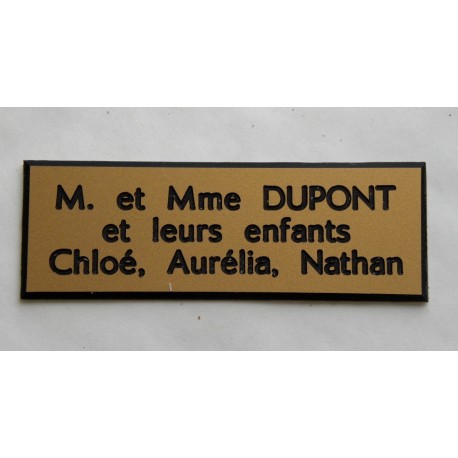 M. et Mme DUPONT
et leurs enfants
Chloé, Aurélia, Nathan